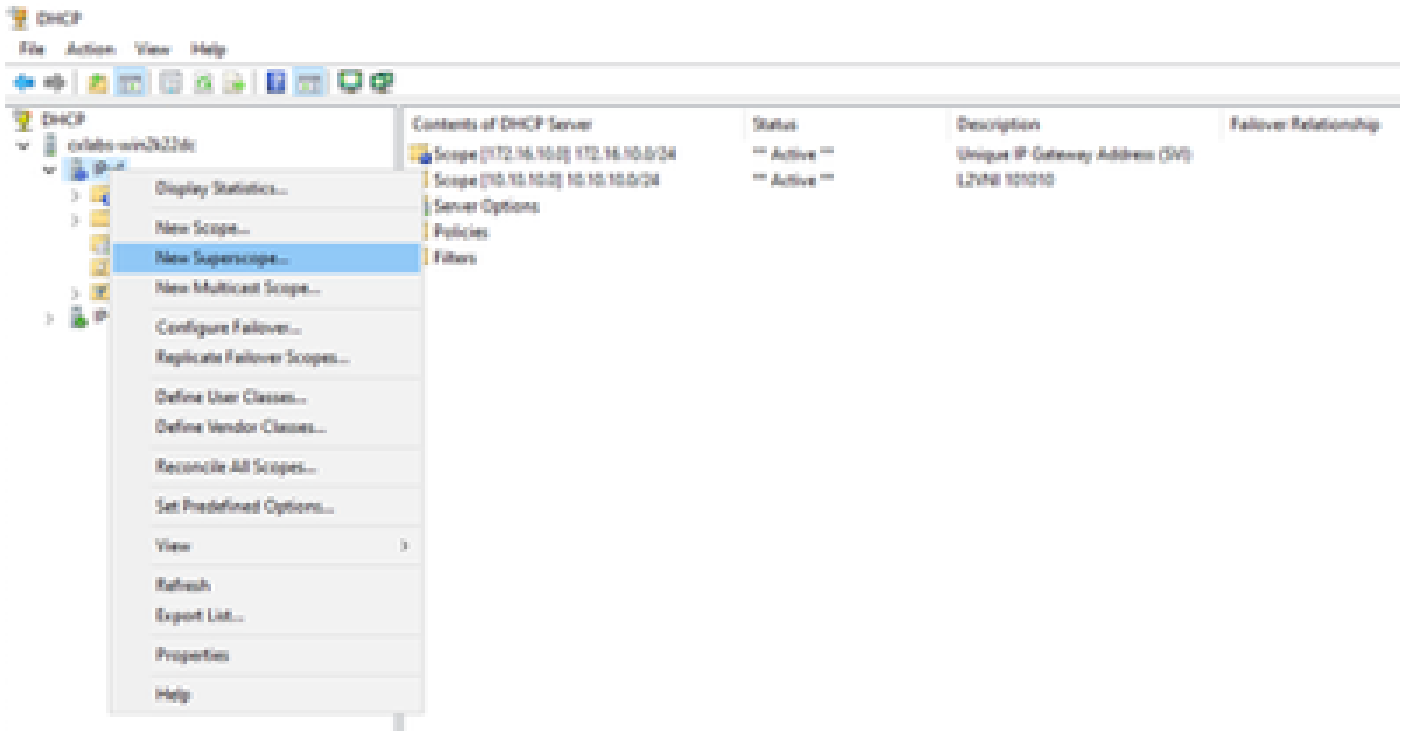 DHCP
File Action View Help
DHCP
cxlabs-win2k22dc
Contents of DHCP Server Status Description Failover Relationship
Scope [172.16.10.0] 172.16.10.0/24 ** Active ** Unique IP Gateway Address (SVI)
Scope [10.10.10.0] 10.10.10.0/24 ** Active ** L2VNI 101010
Server Options
Policies
Filters
Display Statistics...
New Scope...
New Superscope...
New Multicast Scope...
Configure Failover...
Replicate Failover Scopes...
Define User Classes...
Define Vendor Classes...
Reconcile All Scopes...
Set Predefined Options...
View
Refresh
Export List...
Properties
Help